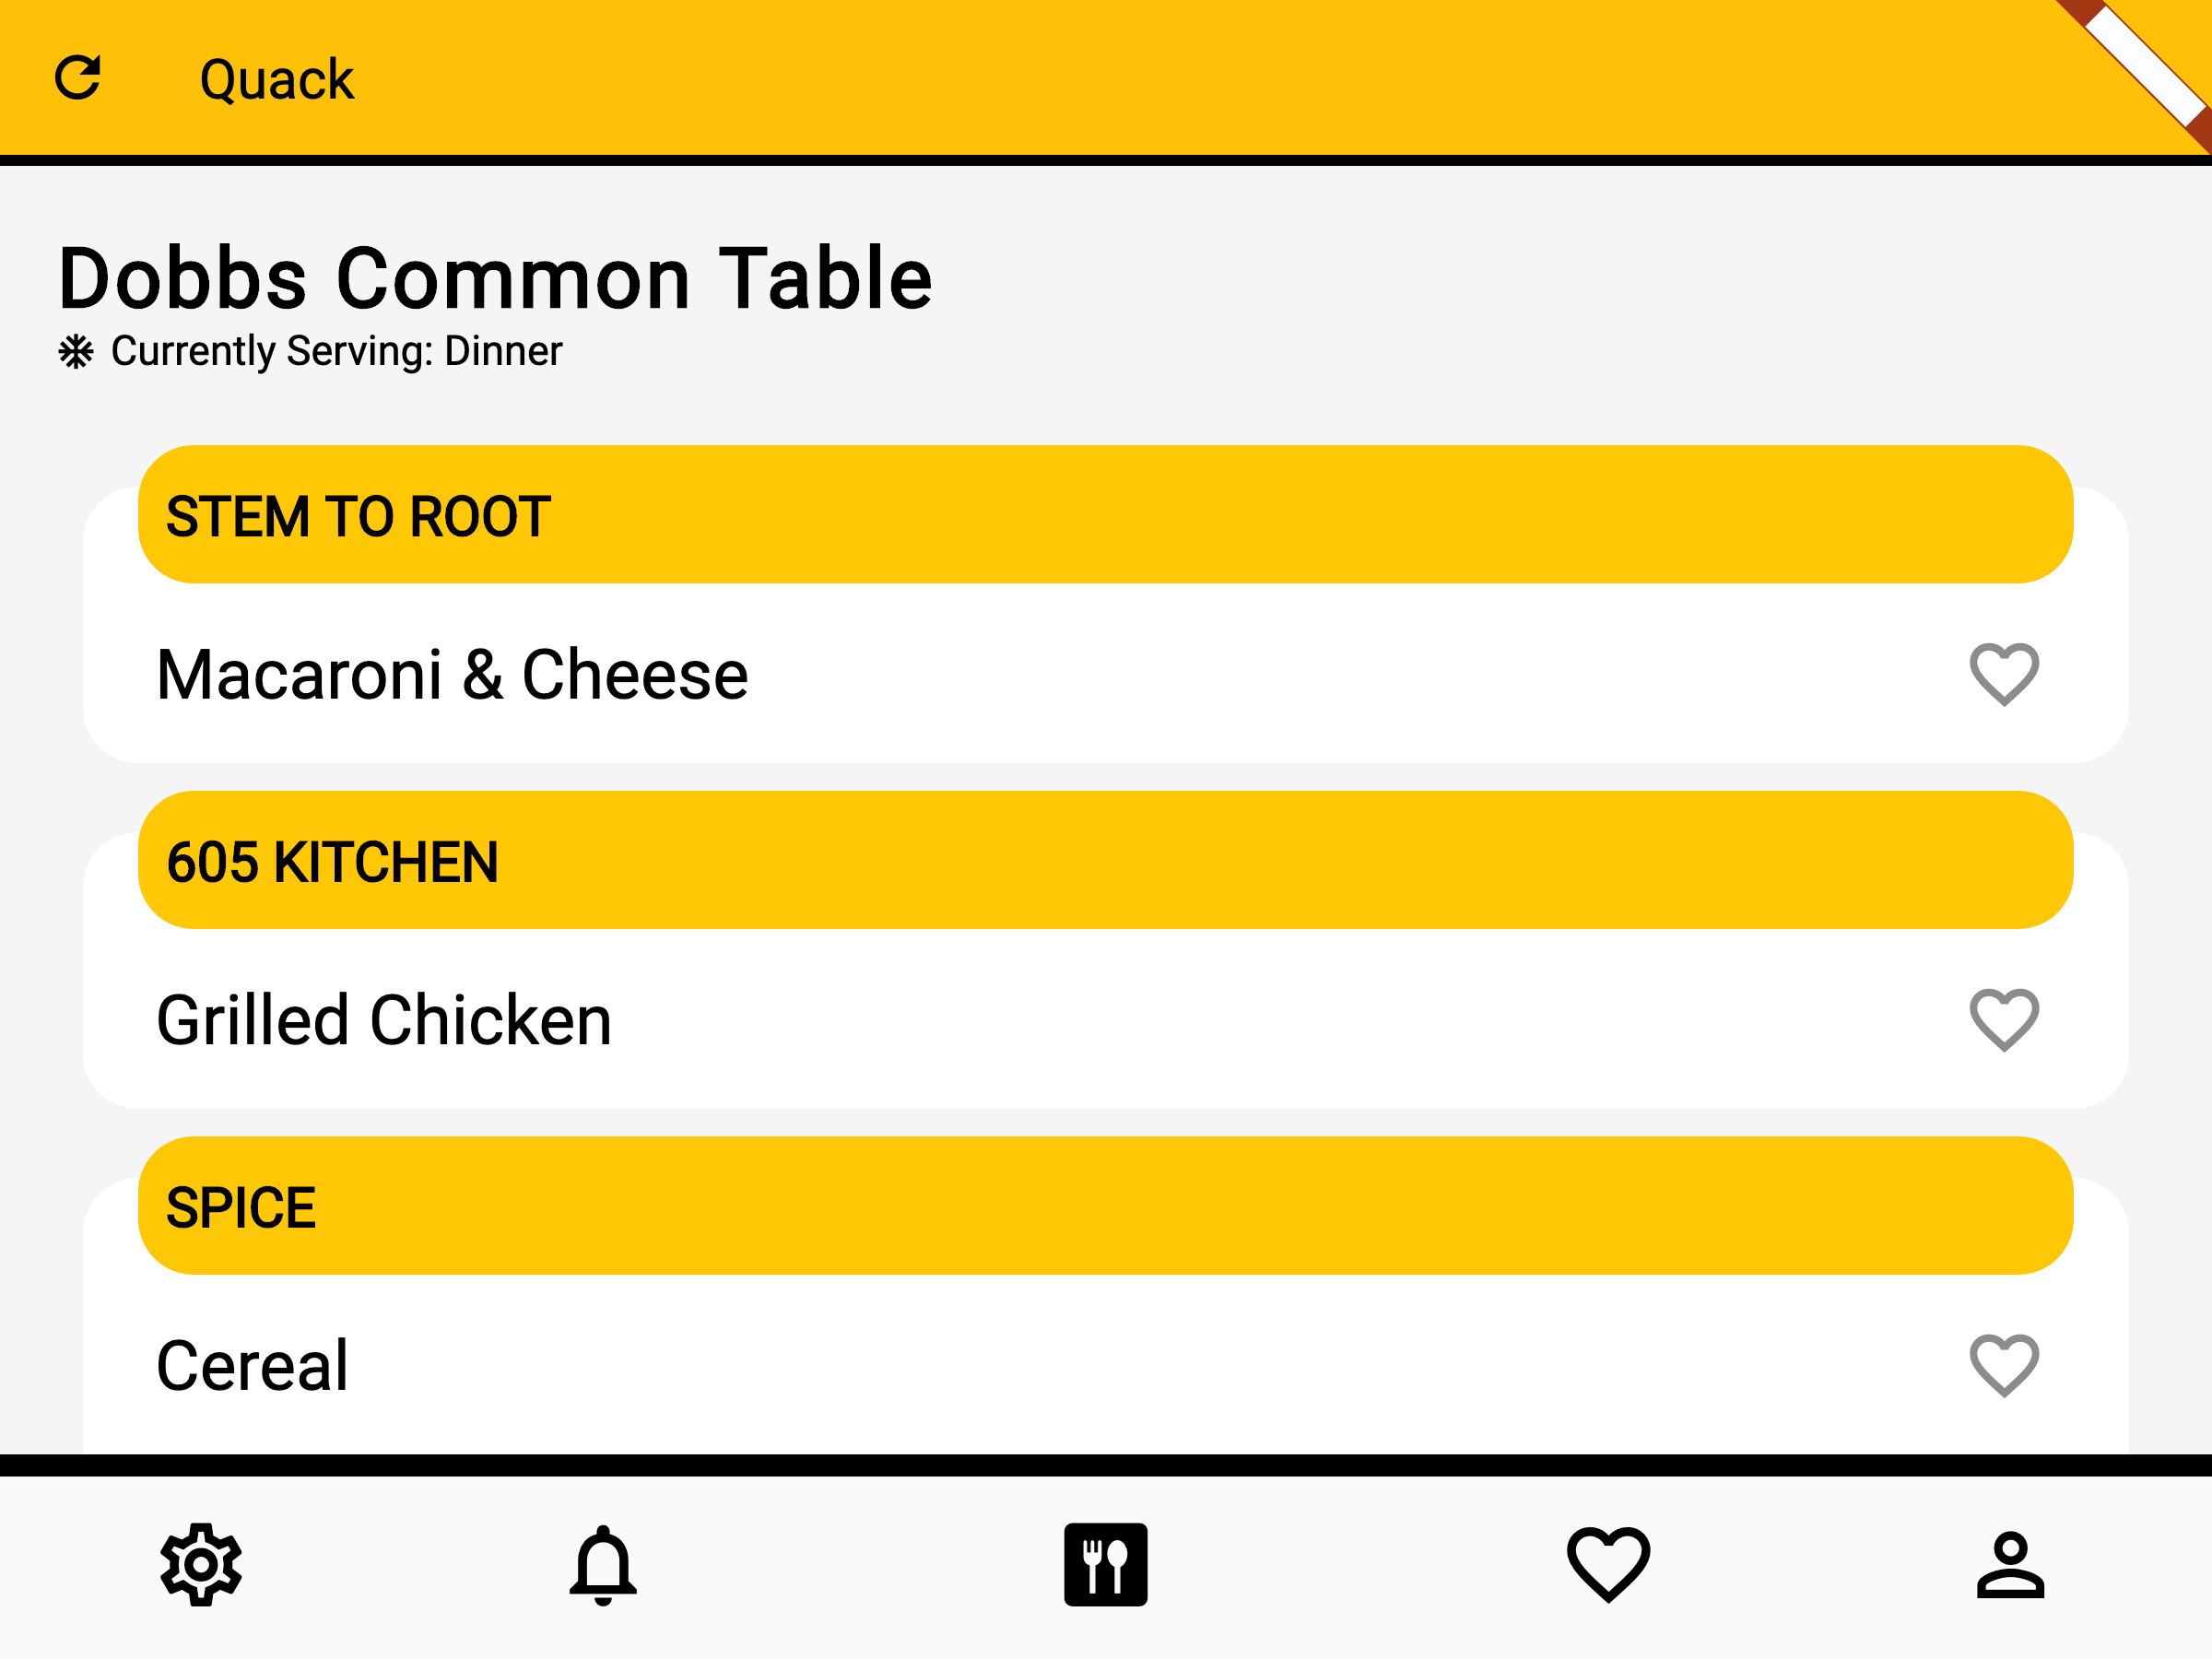 Quack
Dobbs Common Table
Currently Serving: Dinner
STEM TO ROOT
Macaroni & Cheese
605 KITCHEN
Grilled Chicken
SPICE
Cereal